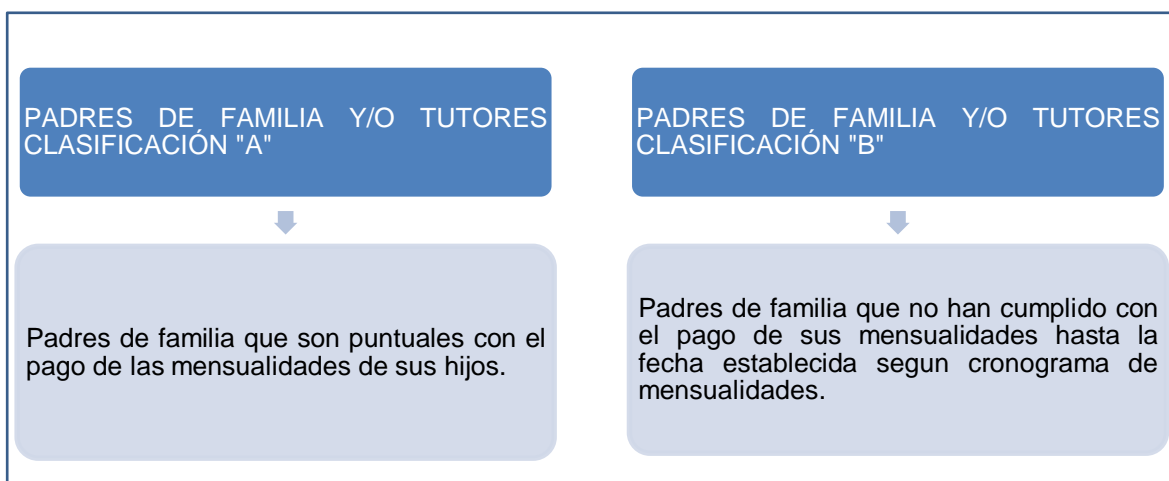 PADRES DE FAMILIA Y/O TUTORES
CLASIFICACIÓN "A"
Padres de familia que son puntuales con el
pago de las mensualidades de sus hijos.
PADRES DE FAMILIA Y/O TUTORES
CLASIFICACIÓN "B"
Padres de familia que no han cumplido con
el pago de sus mensualidades hasta la
fecha establecida segun cronograma de
mensualidades.